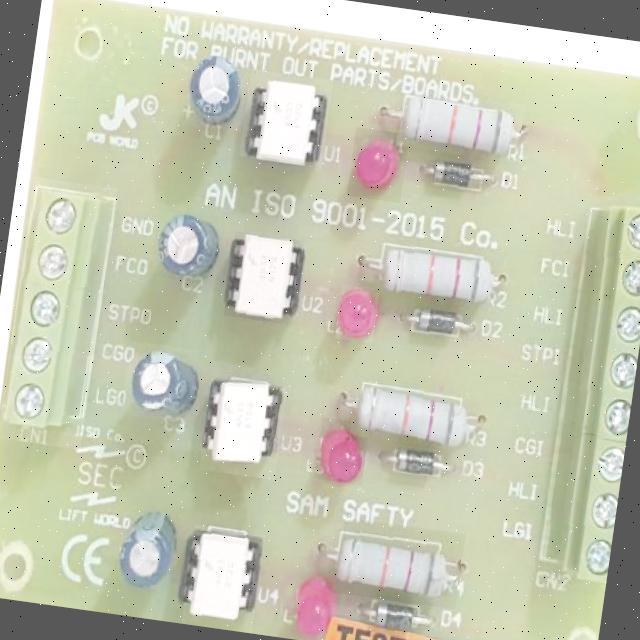 NO WARRANTY/REPLACEMENT
FOR BURNT OUT PARTS/BOARDS.
JK©
PCB WORLD
C1
U1
R1
D1
AN ISO 9001-2015 Co.
GND
FCO
STPO
CGO
LGO
CN1
C2
U2
R2
D2
HLI
FCI
HLI
STPI
HLI
CGI
HLI
LGI
CN2
C3
U3
R3
D3
ISO Co.
©
SEC
LIFT WORLD
CE
SAM SAFTY
U4
R4
D4